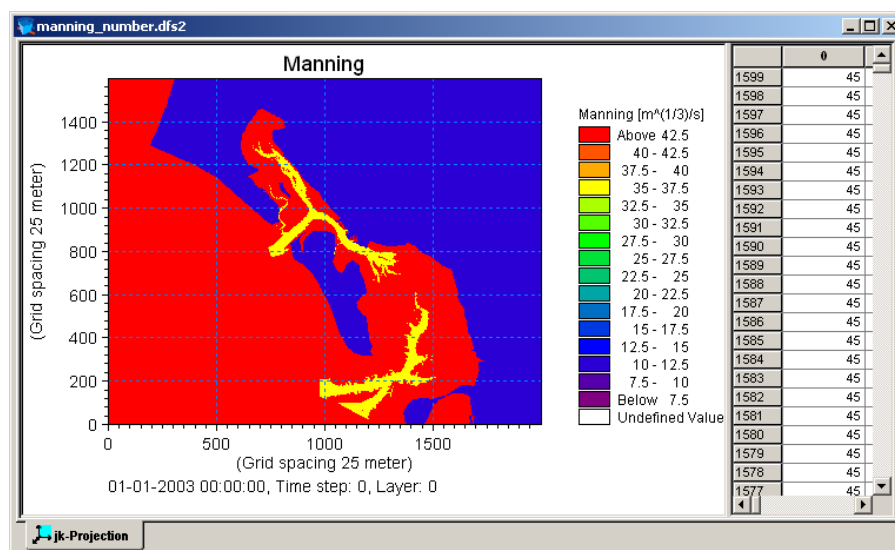 manning_number.dfs2
Manning
1400
1200
1000
800
600
400
200
0
(Grid spacing 25 meter)
0 500 1000 1500
(Grid spacing 25 meter)
01-01-2003 00:00:00, Time step: 0, Layer: 0
Manning [m^(1/3)/s]
Above 42.5
40 - 42.5
37.5 - 40
35 - 37.5
32.5 - 35
30 - 32.5
27.5 - 30
25 - 27.5
22.5 - 25
20 - 22.5
17.5 - 20
15 - 17.5
12.5 - 15
10 - 12.5
7.5 - 10
Below 7.5
Undefined Value
0
1599 45
1598 45
1597 45
1596 45
1595 45
1594 45
1593 45
1592 45
1591 45
1590 45
1589 45
1588 45
1587 45
1586 45
1585 45
1584 45
1583 45
1582 45
1581 45
1580 45
1579 45
1578 45
1577 45
jk-Projection